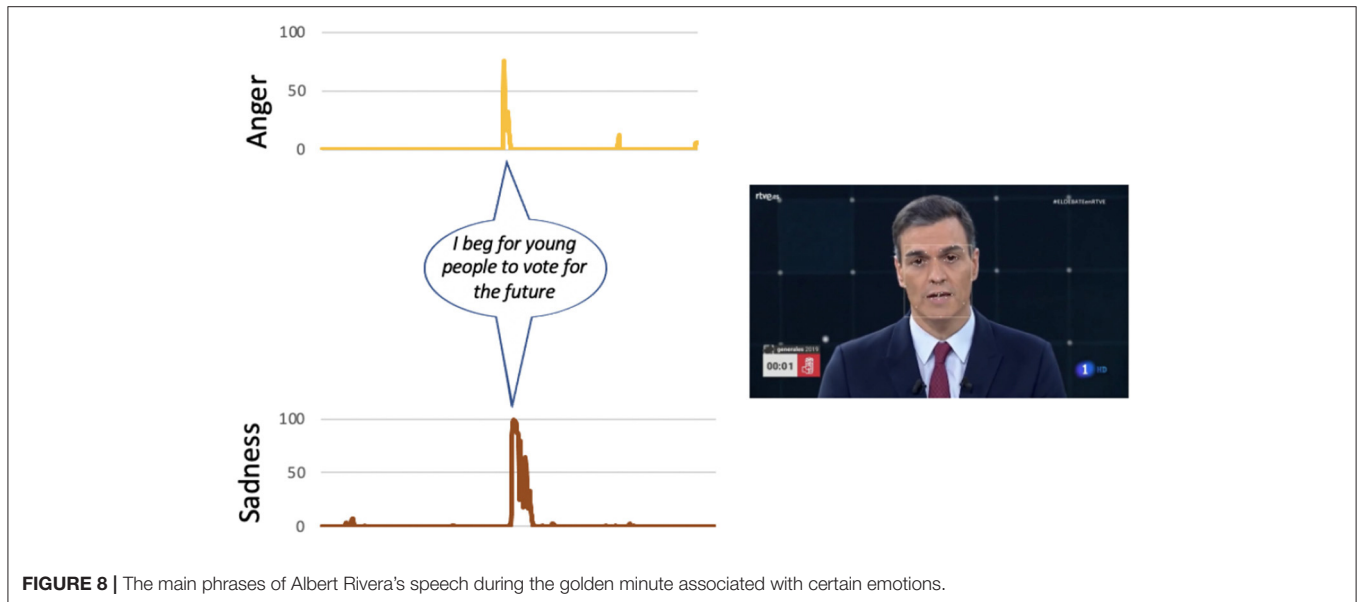 Anger
100
50
0
I beg for young
people to vote for
the future
Sadness
100
50
0
rtve.es
#ELDEBATEenRTVE
generales 2019
00:01
1 HD
FIGURE 8 | The main phrases of Albert Rivera's speech during the golden minute associated with certain emotions.